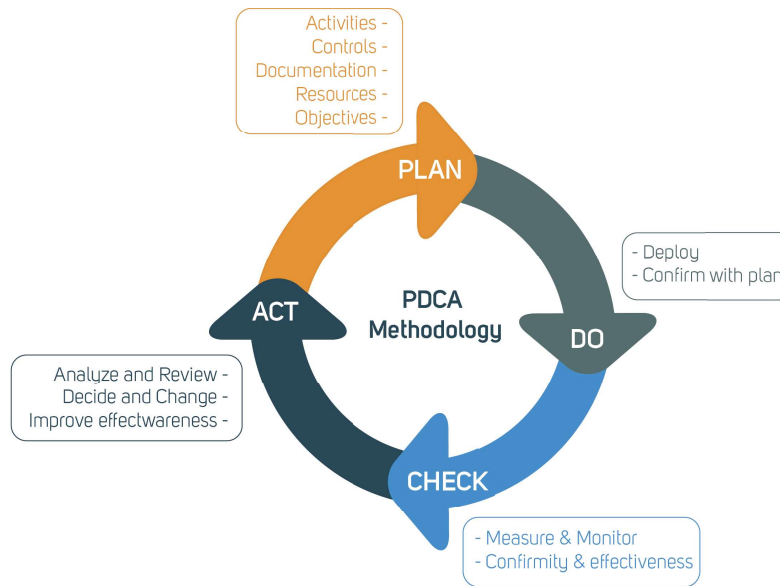 Activities -
Controls -
Documentation -
Resources -
Objectives -
PLAN
- Deploy
- Confirm with plan
DO
PDCA
Methodology
ACT
Analyze and Review -
Decide and Change -
Improve effectwareness -
CHECK
- Measure & Monitor
- Confirmity & effectiveness